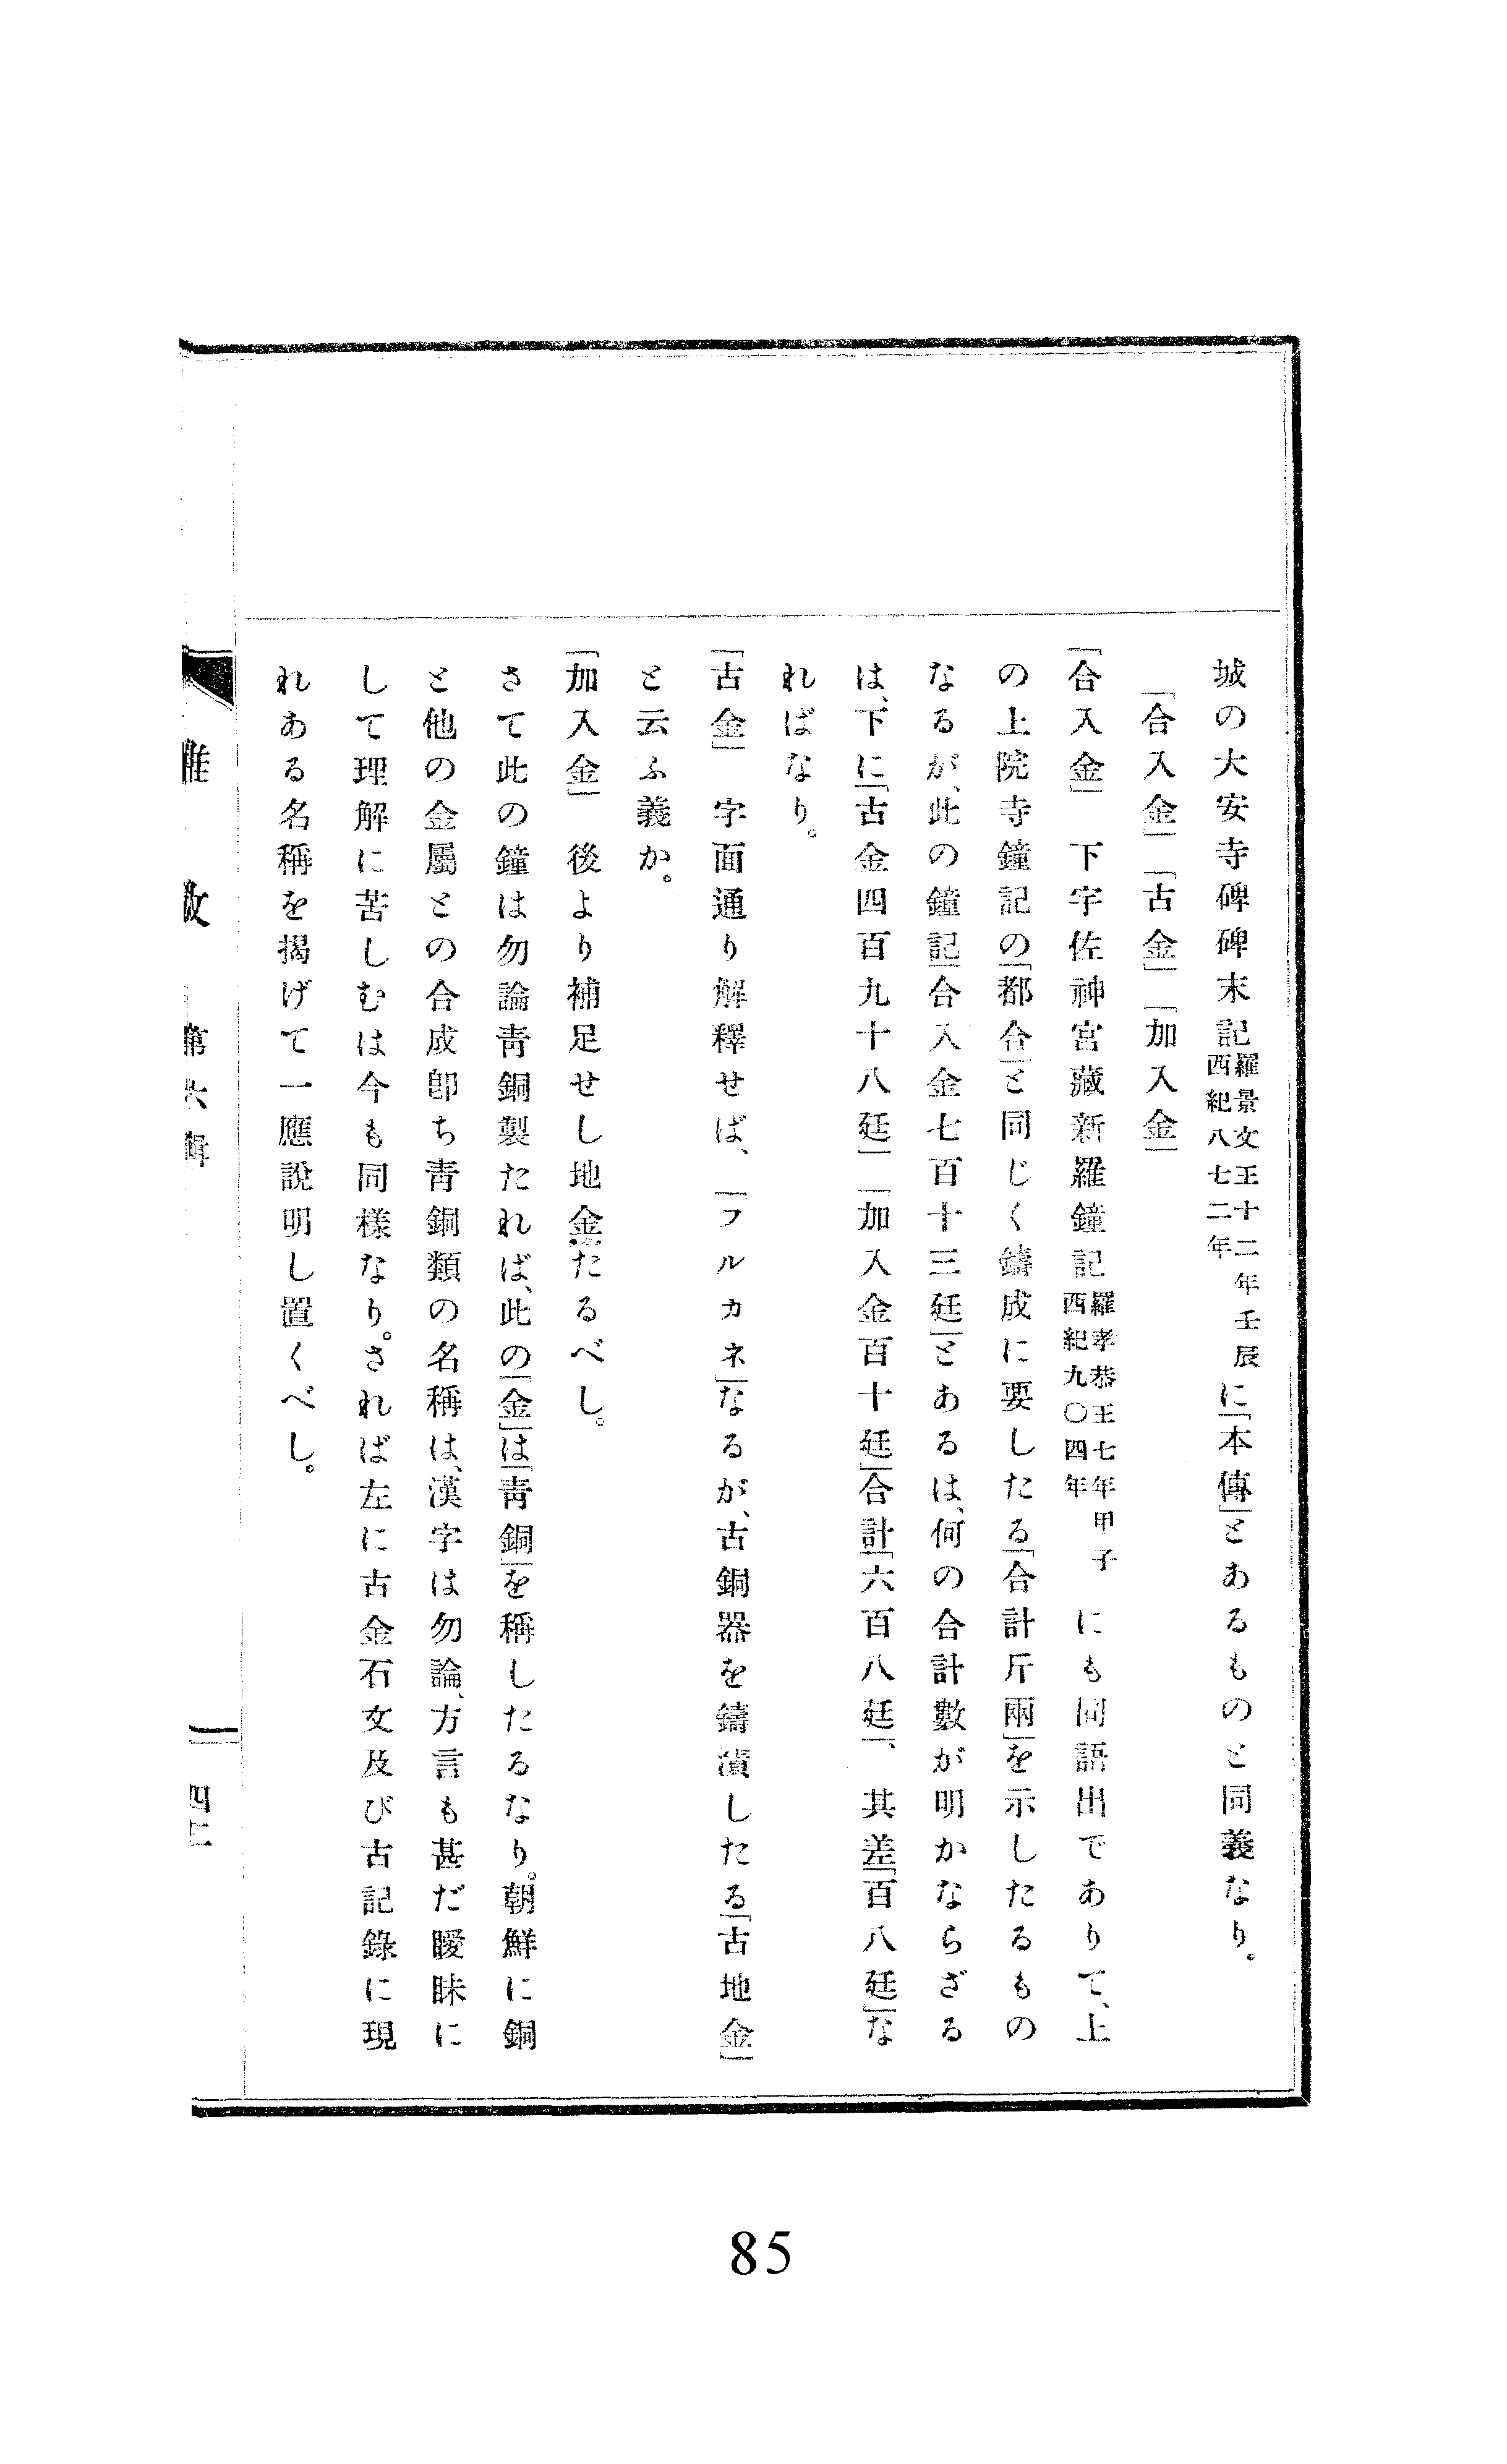 城の大安寺碑碑末記羅景文王十二年壬辰西紀八七二年に「本傳」とあるものと同義なり。
「合入金」「古金」「加入金」
「合入金」　下字佐神宮藏新羅鐘記羅孝恭王七年甲子西紀九〇四年　にも同語出でありて、上
の上院寺鐘記の「都合」と同じく鑄成に要したる「合計斤兩」を示したるもの
なるが、此の鐘記「合入金七百十三廷」とあるは、何の合計數が明かならざる
は、下に「古金四百九十八廷」「加入金百十廷」合計「六百八廷」、其差「百八廷」な
ればなり。
「古金」　字面通り解釋せば、「フルカネ」なるが、古銅器を鑄潰したる「古地金」
と云ふ義か。
「加入金」　後より補足せし地金たるべし。
さて此の鐘は勿論靑銅製たれば、此の「金」は「靑銅」を稱したるなり。朝鮮に銅
と他の金屬との合成卽ち靑銅類の名稱は、漢字は勿論、方言も甚だ曖昧に
して理解に苦しむは今も同樣なり。されば左に古金石文及び古記錄に現
れある名稱を揭げて一應說明し置くべし。
雅攷　第六輯
85